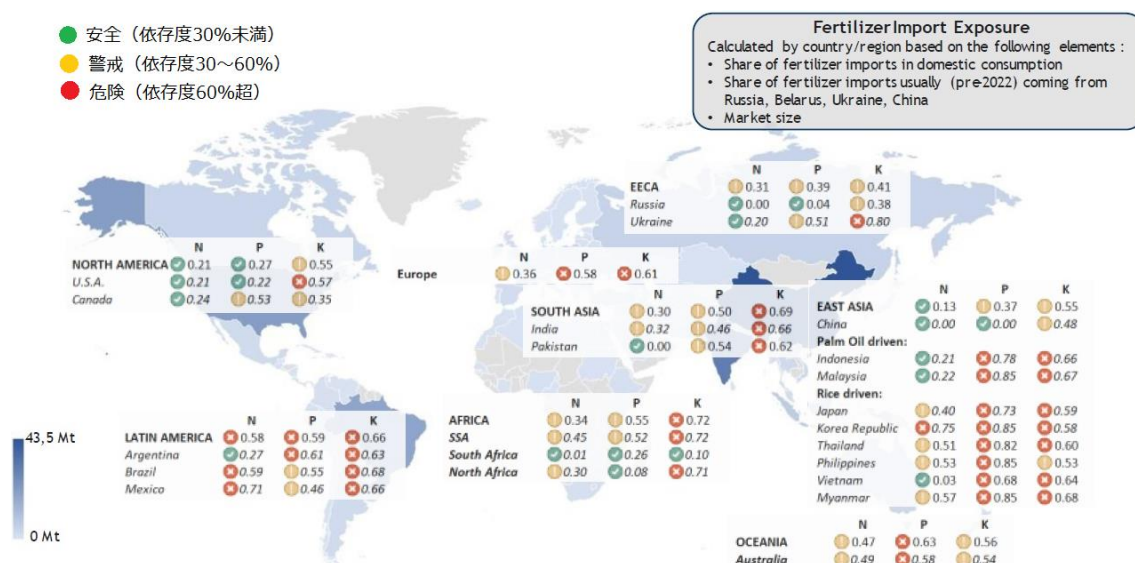 安全（依存度30%未満）
警戒（依存度30～60%）
危険（依存度60%超）
FertilizerImport Exposure
Calculated by country/region based on the following elements :
• Share of fertilizer imports in domestic consumption
• Share of fertilizer imports usually (pre-2022) coming from
Russia, Belarus, Ukraine, China
• Market size
N P K
EECA 0.31 0.39 0.41
Russia 0.00 0.04 0.38
Ukraine 0.20 0.51 0.80
N P K
NORTH AMERICA 0.21 0.27 0.55
U.S.A. 0.21 0.22 0.57
Canada 0.24 0.53 0.35
N P K
Europe 0.36 0.58 0.61
N P K
SOUTH ASIA 0.30 0.50 0.69
India 0.32 0.46 0.66
Pakistan 0.00 0.54 0.62
N P K
EAST ASIA 0.13 0.37 0.55
China 0.00 0.00 0.48
Palm Oil driven:
Indonesia 0.21 0.78 0.66
Malaysia 0.22 0.85 0.67
Rice driven:
Japan 0.40 0.73 0.59
Korea Republic 0.75 0.85 0.58
Thailand 0.51 0.82 0.60
Philippines 0.53 0.85 0.53
Vietnam 0.03 0.68 0.64
Myanmar 0.57 0.85 0.68
N P K
LATIN AMERICA 0.58 0.59 0.66
Argentina 0.27 0.61 0.63
Brazil 0.59 0.55 0.68
Mexico 0.71 0.46 0.66
N P K
AFRICA 0.34 0.55 0.72
SSA 0.45 0.52 0.72
South Africa 0.01 0.26 0.10
North Africa 0.30 0.08 0.71
43,5 Mt
0 Mt
N P K
OCEANIA 0.47 0.63 0.56
Australia 0.49 0.58 0.54